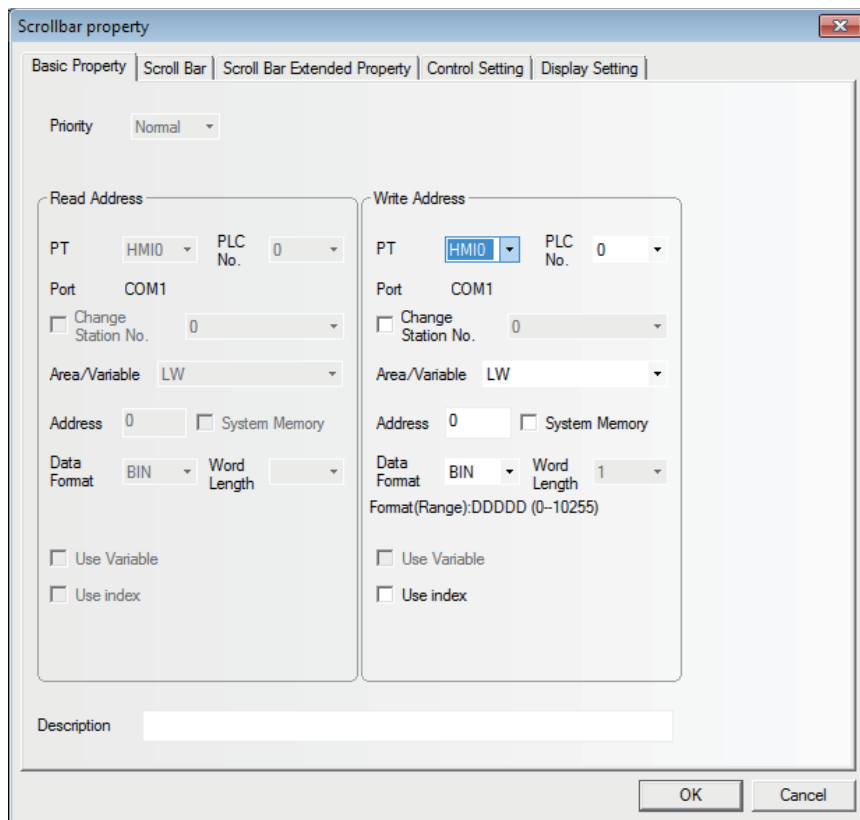 Scrollbar property
Basic Property Scroll Bar Scroll Bar Extended Property Control Setting Display Setting
Priority Normal
Read Address
PT HMI0 PLC No. 0
Port COM1
Change Station No. 0
Area/Variable LW
Address 0 System Memory
Data Format BIN Word Length
Use Variable
Use index
Write Address
PT HMI0 PLC No. 0
Port COM1
Change Station No. 0
Area/Variable LW
Address 0 System Memory
Data Format BIN Word Length 1
Format(Range):DDDDD (0--10255)
Use Variable
Use index
Description
OK Cancel